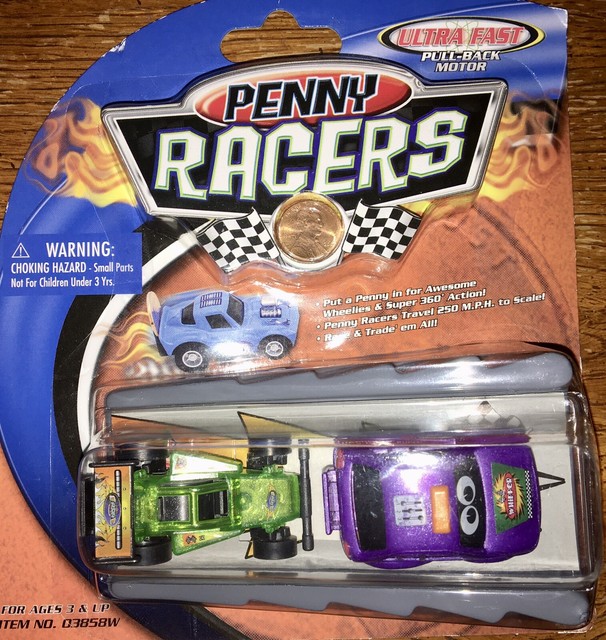 ULTRA FAST
PULL-BACK
MOTOR
PENNY
RACERS
WARNING:
CHOKING HAZARD - Small Parts
Not For Children Under 3 Yrs.
• Put a Penny in for Awesome
Wheelies & Super 360° Action!
• Penny Racers Travel 250 M.P.H. to Scale!
• Race & Trade 'em All!
FOR AGES 3 & UP
ITEM NO. 03858W